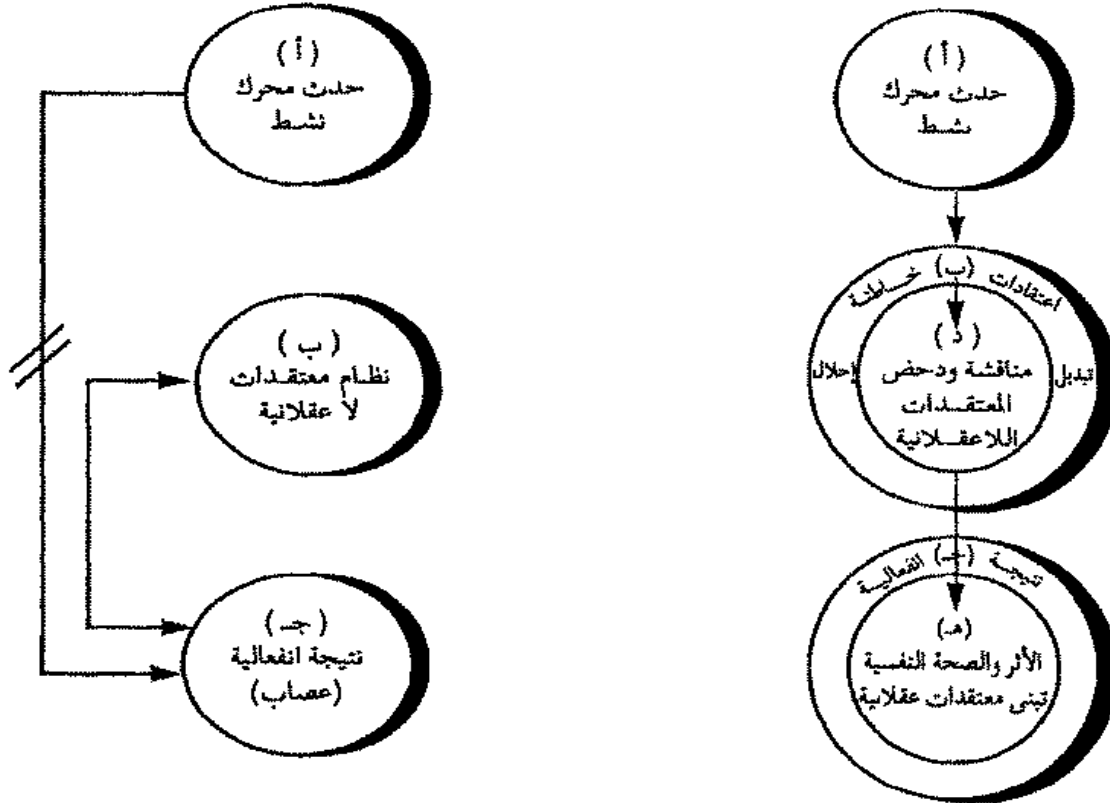 (أ)
حدث محرك
نشط
(ب)
نظام معتقدات
لا عقلانية
(جـ)
نتيجة انفعالية
(عصاب)
(أ)
حدث محرك
نشط
اعتقادات (ب) خاطئة
إحلال
تبديل
(د)
مناقشة ودحض
المعتقدات
اللاعقلانية
نتيجة (جـ) انفعالية
(هـ)
الأثر والصحة النفسية
تبنى معتقدات عقلانية